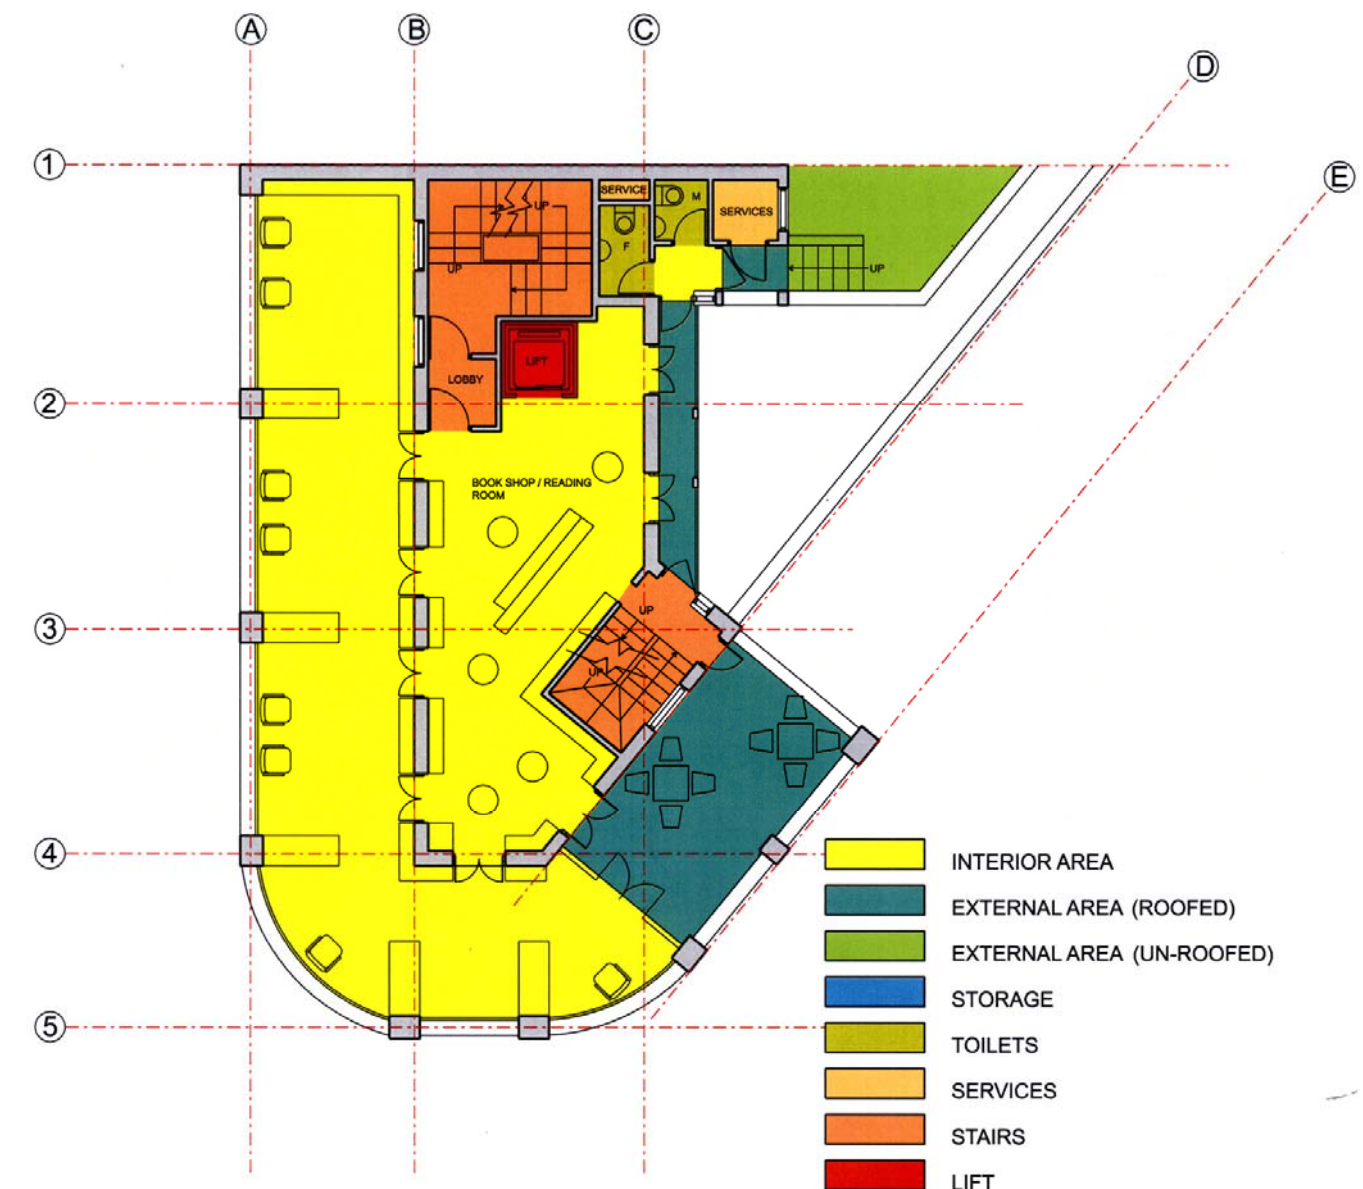 A
B
C
D
E
1
2
3
4
5
SERVICE
M
F
SERVICES
UP
UP
UP
LIFT
LOBBY
BOOK SHOP / READING
ROOM
UP
UP
INTERIOR AREA
EXTERNAL AREA (ROOFED)
EXTERNAL AREA (UN-ROOFED)
STORAGE
TOILETS
SERVICES
STAIRS
LIFT